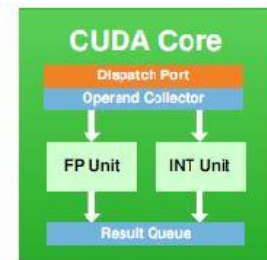 CUDA Core
Dispatch Port
Operand Collector
FP Unit INT Unit
Result Queue